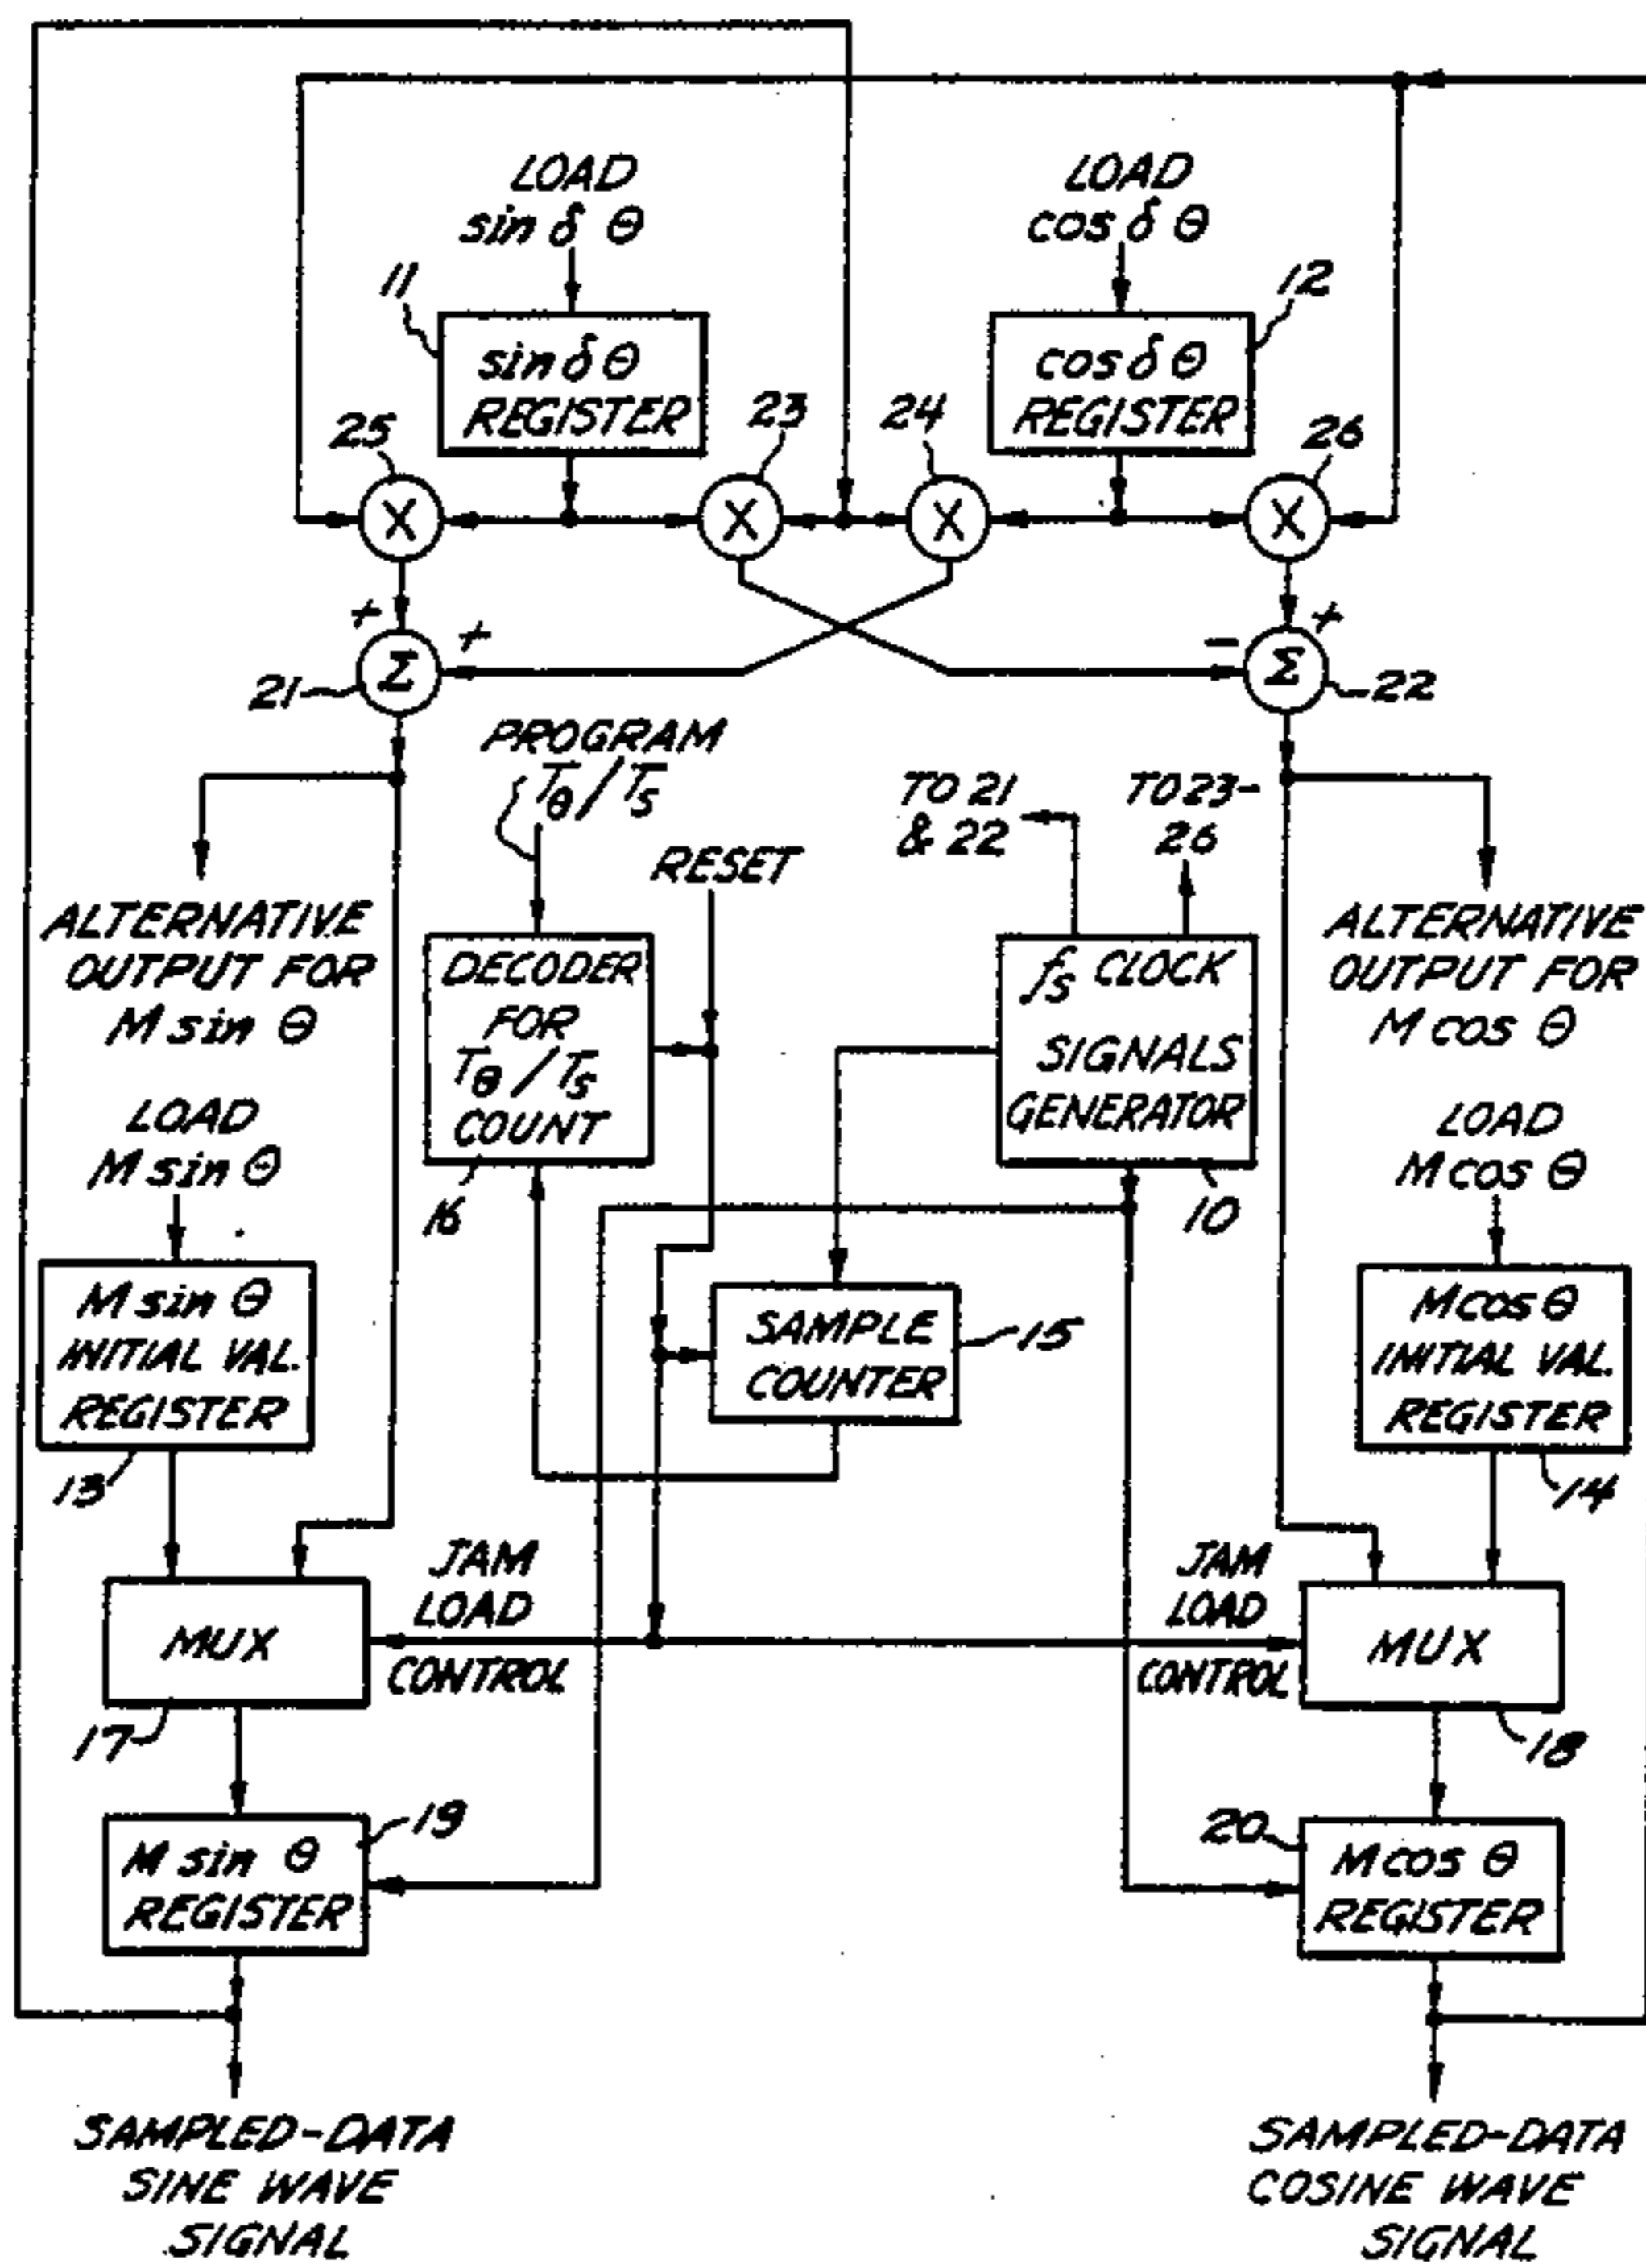 LOAD
sin δ Θ
LOAD
cos δ Θ
11
12
sin δ Θ
REGISTER
cos δ Θ
REGISTER
25
23
24
26
X
X
X
X
+
+
-
+
21
Σ
Σ
22
PROGRAM
Tθ/TS
RESET
TO 21
& 22
TO 23-
26
ALTERNATIVE
OUTPUT FOR
M sin Θ
DECODER
FOR
Tθ/TS
COUNT
16
fS CLOCK
SIGNALS
GENERATOR
10
ALTERNATIVE
OUTPUT FOR
M cos Θ
LOAD
M sin Θ
LOAD
M cos Θ
M sin Θ
INITIAL VAL.
REGISTER
13
SAMPLE
COUNTER
15
M cos Θ
INITIAL VAL.
REGISTER
14
MUX
17
JAM
LOAD
CONTROL
JAM
LOAD
CONTROL
MUX
18
M sin Θ
REGISTER
19
20
M cos Θ
REGISTER
SAMPLED-DATA
SINE WAVE
SIGNAL
SAMPLED-DATA
COSINE WAVE
SIGNAL